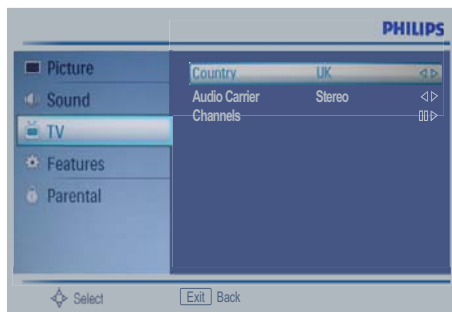 PHILIPS
Picture
Sound
TV
Features
Parental
Country UK
Audio Carrier Stereo
Channels
Select Exit Back